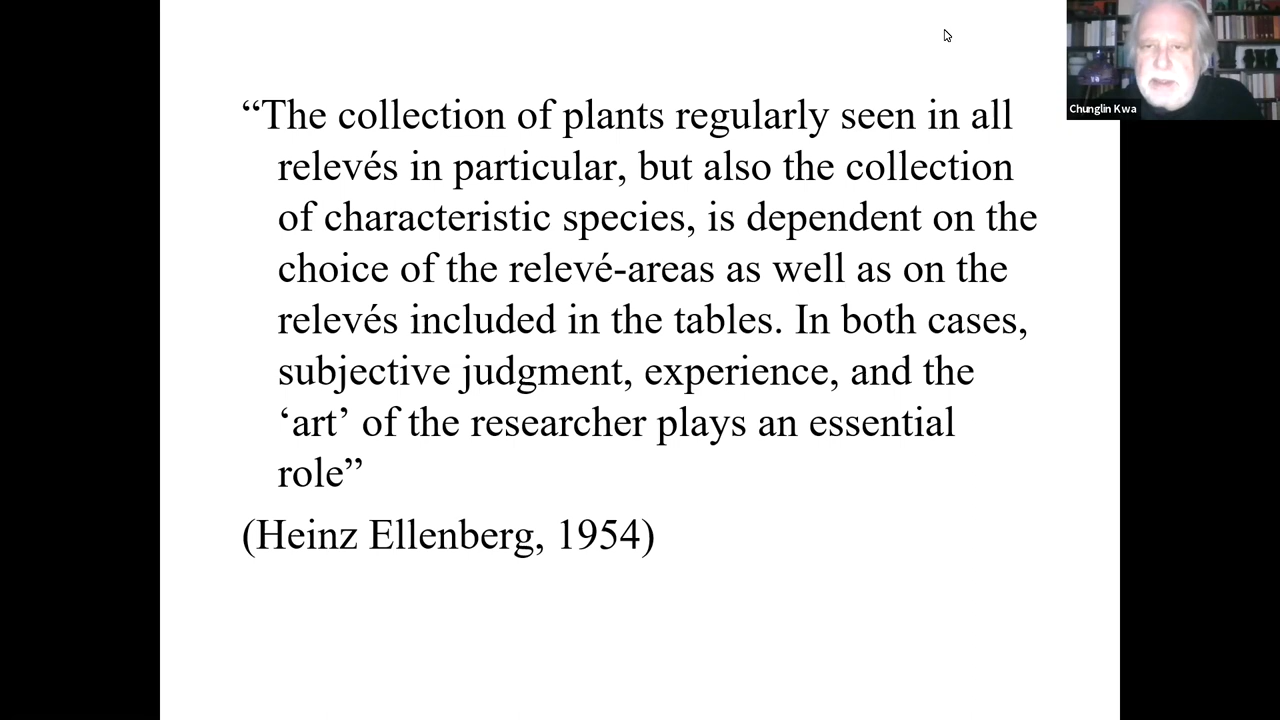 “The collection of plants regularly seen in all
relevés in particular, but also the collection
of characteristic species, is dependent on the
choice of the relevé-areas as well as on the
relevés included in the tables. In both cases,
subjective judgment, experience, and the
‘art’ of the researcher plays an essential
role”
(Heinz Ellenberg, 1954)
Chunglin Kwa